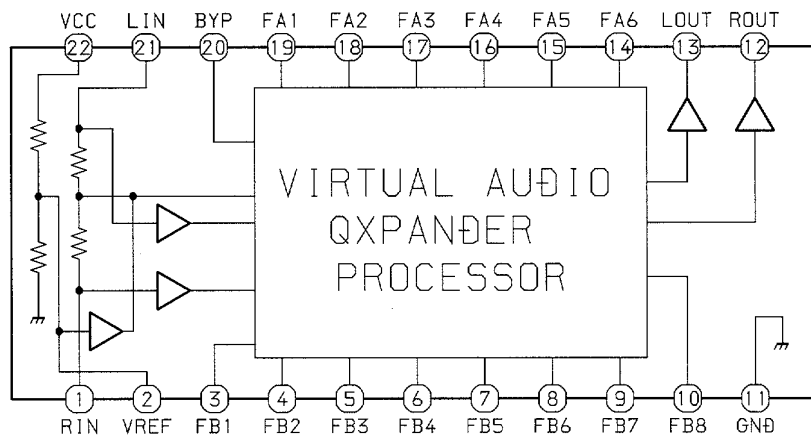 VCC LIN BYP FA1 FA2 FA3 FA4 FA5 FA6 LOUT ROUT
22 21 20 19 18 17 16 15 14 13 12
VIRTUAL AUDIO
QXPANDER
PROCESSOR
1 2 3 4 5 6 7 8 9 10 11
RIN VREF FB1 FB2 FB3 FB4 FB5 FB6 FB7 FB8 GND